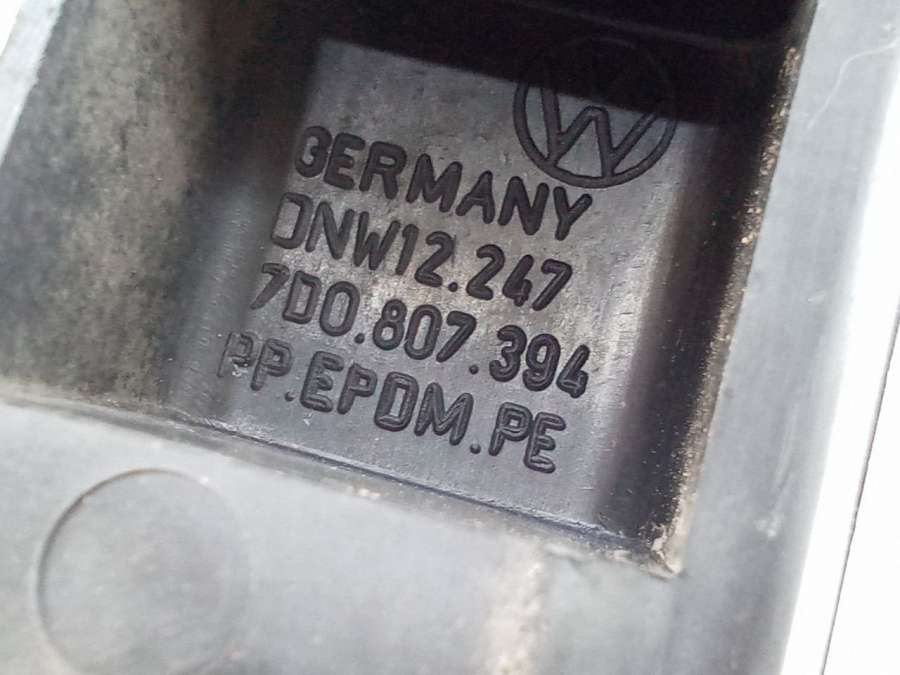 GERMANY
DNW12.247
7D0.807.394
PP.EPDM.PE